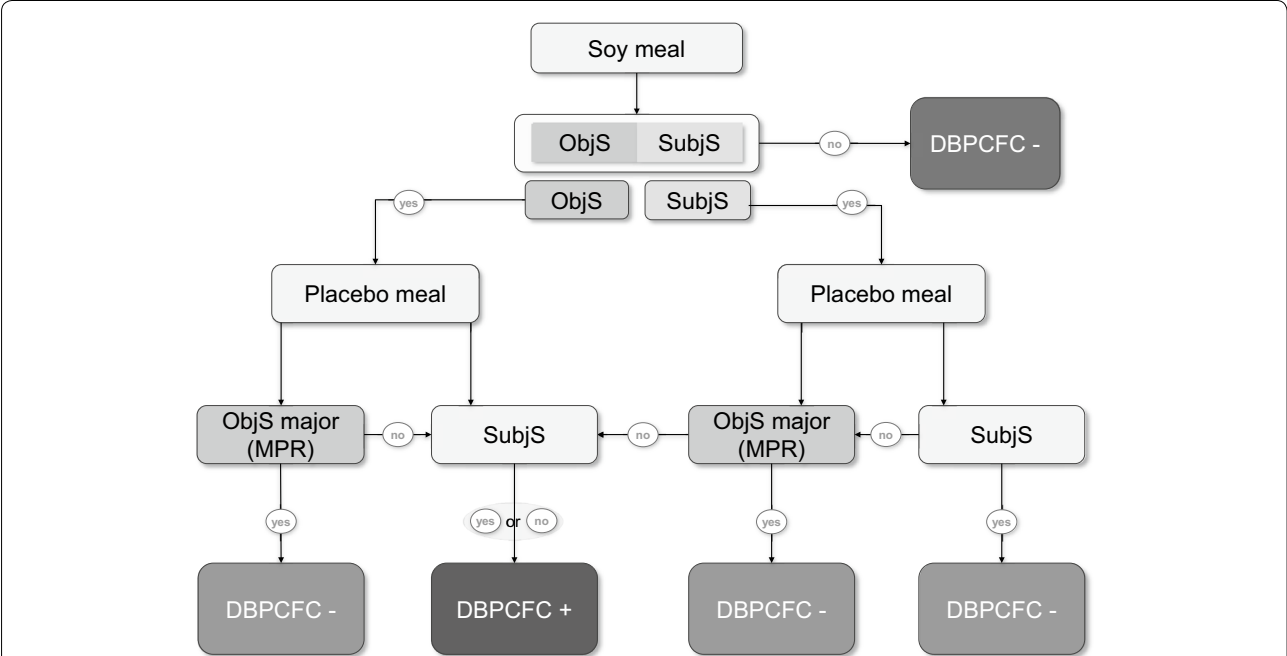 Soy meal
ObjS SubjS
no
DBPCFC -
yes
ObjS
SubjS
yes
Placebo meal
Placebo meal
ObjS major
(MPR)
no
SubjS
no
ObjS major
(MPR)
no
SubjS
yes
yes or no
yes
yes
DBPCFC -
DBPCFC +
DBPCFC -
DBPCFC -